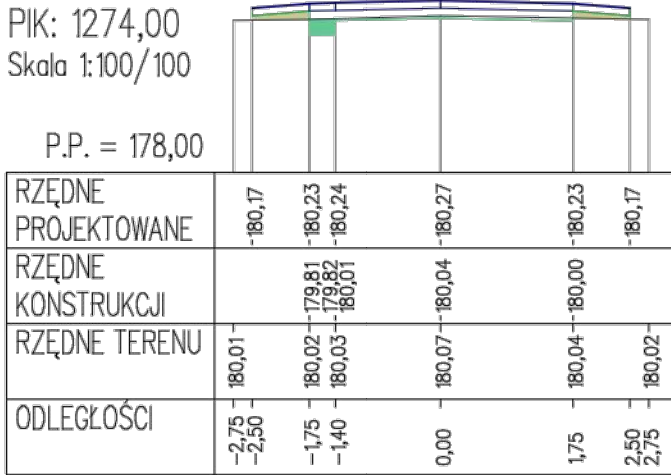 PIK: 1274,00
Skala 1:100/100
P.P. = 178,00
RZĘDNE PROJEKTOWANE
-180,17 -180,23 -180,24 -180,27 -180,23 -180,17
RZĘDNE KONSTRUKCJI
-179,81 -179,82 -180,01 -180,04 -180,00
RZĘDNE TERENU
180,01 180,02 180,03 180,07 180,04 180,02
ODLEGŁOŚCI
-2,75 -2,50 -1,75 -1,40 0,00 1,75 2,50 2,75